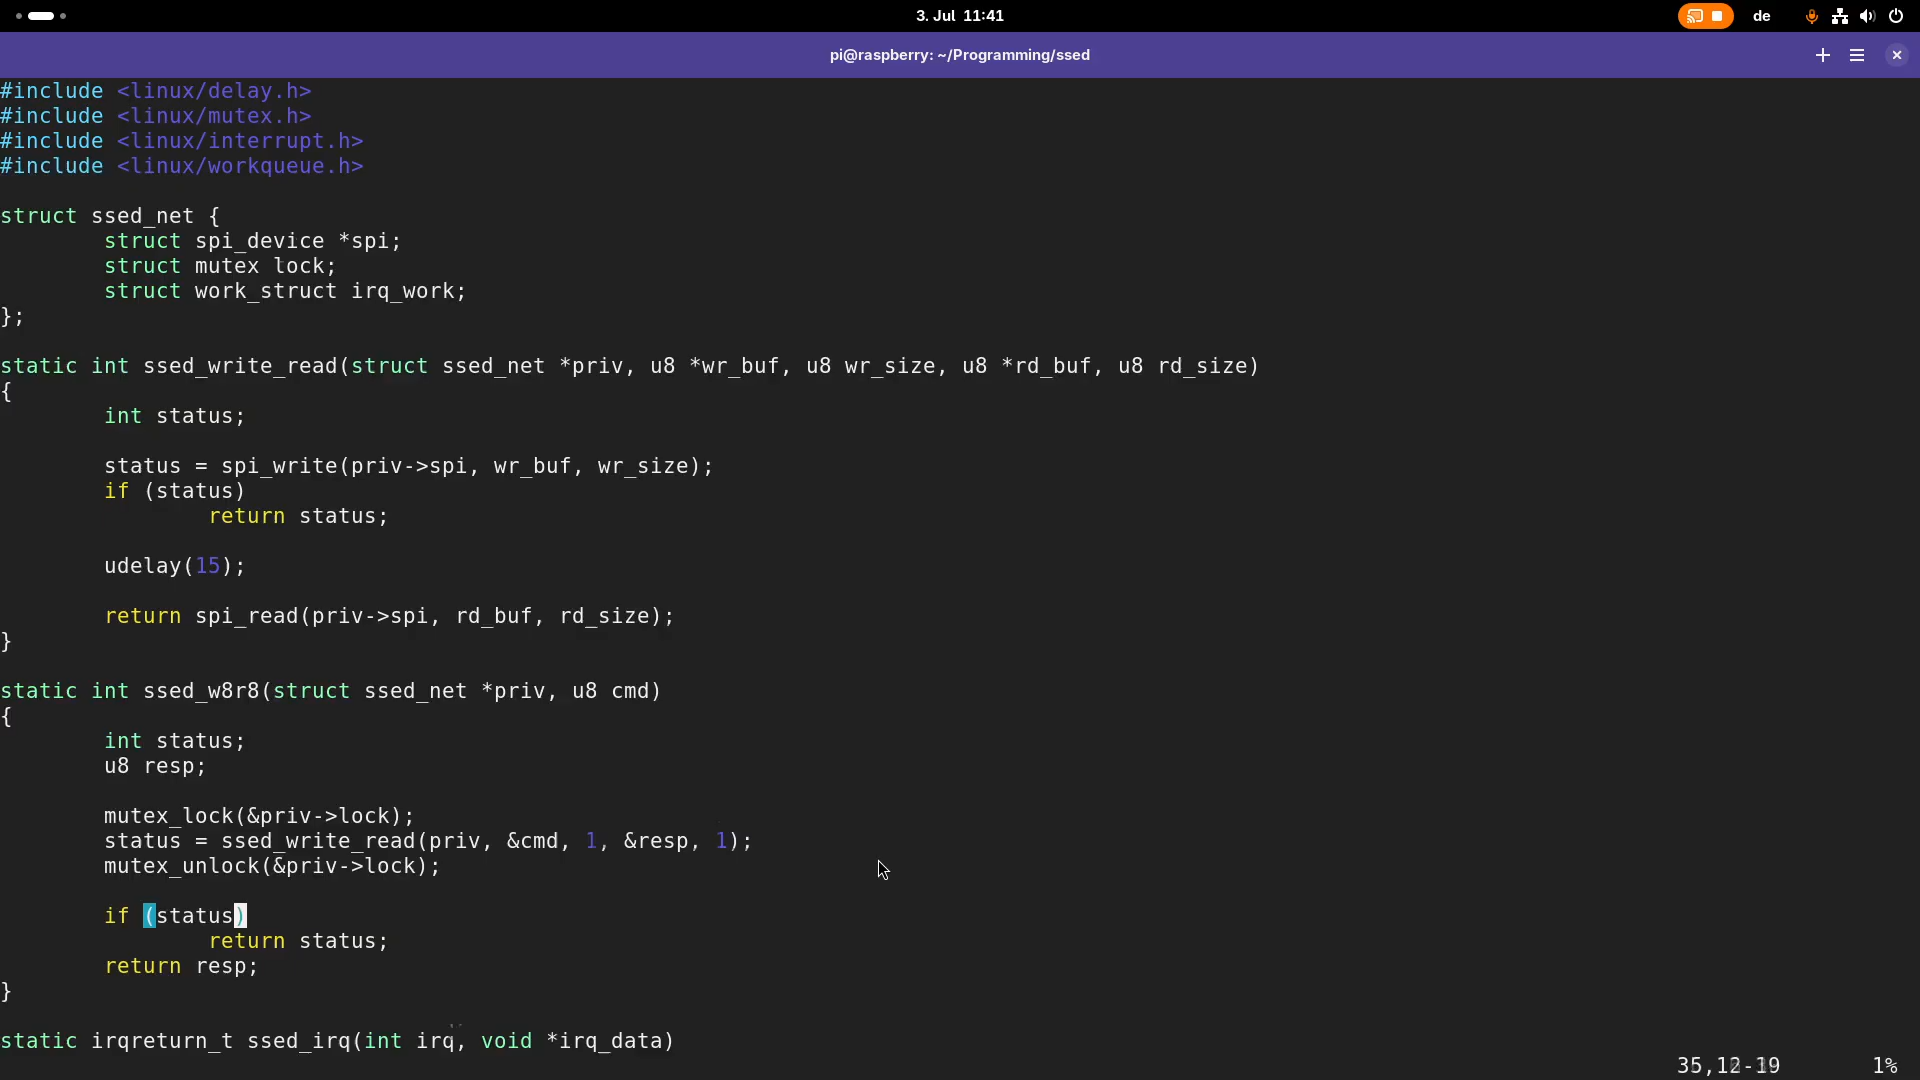 3. Jul 11:41
de
pi@raspberry: ~/Programming/ssed
#include <linux/delay.h>
#include <linux/mutex.h>
#include <linux/interrupt.h>
#include <linux/workqueue.h>
struct ssed_net {
        struct spi_device *spi;
        struct mutex lock;
        struct work_struct irq_work;
};
static int ssed_write_read(struct ssed_net *priv, u8 *wr_buf, u8 wr_size, u8 *rd_buf, u8 rd_size)
{
        int status;
        status = spi_write(priv->spi, wr_buf, wr_size);
        if (status)
                return status;
        udelay(15);
        return spi_read(priv->spi, rd_buf, rd_size);
}
static int ssed_w8r8(struct ssed_net *priv, u8 cmd)
{
        int status;
        u8 resp;
        mutex_lock(&priv->lock);
        status = ssed_write_read(priv, &cmd, 1, &resp, 1);
        mutex_unlock(&priv->lock);
        if (status)
                return status;
        return resp;
}
static irqreturn_t ssed_irq(int irq, void *irq_data)
1%